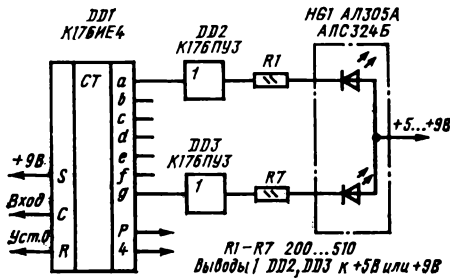 DD1
К176ИЕ4
DD2
К176ПУ3
HG1 АЛ305А
АЛС324Б
CT
a
b
c
d
e
f
g
P
4
S
C
R
1
R1
DD3
К176ПУ3
1
R7
+9В
Вход
Уст.0
+5...+9В
R1-R7 200...510
Выводы 1 DD2, DD3 к +5В или +9В